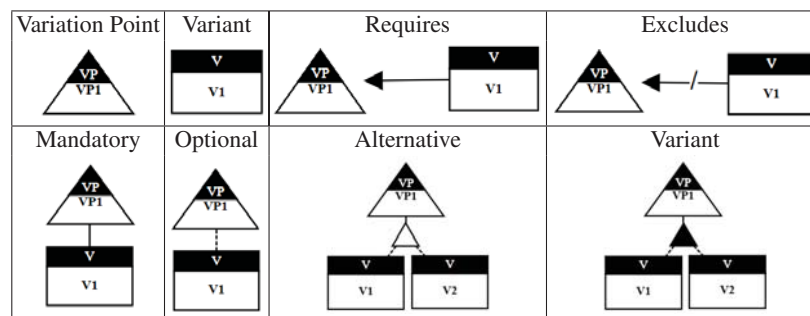 Variation Point Variant Requires Excludes
VP
VP1
V
V1
VP
VP1
V
V1
VP
VP1
/
V
V1
Mandatory Optional Alternative Variant
VP
VP1
V
V1
VP
VP1
V
V1
VP
VP1
V
V1
V
V2
VP
VP1
V
V1
V
V2